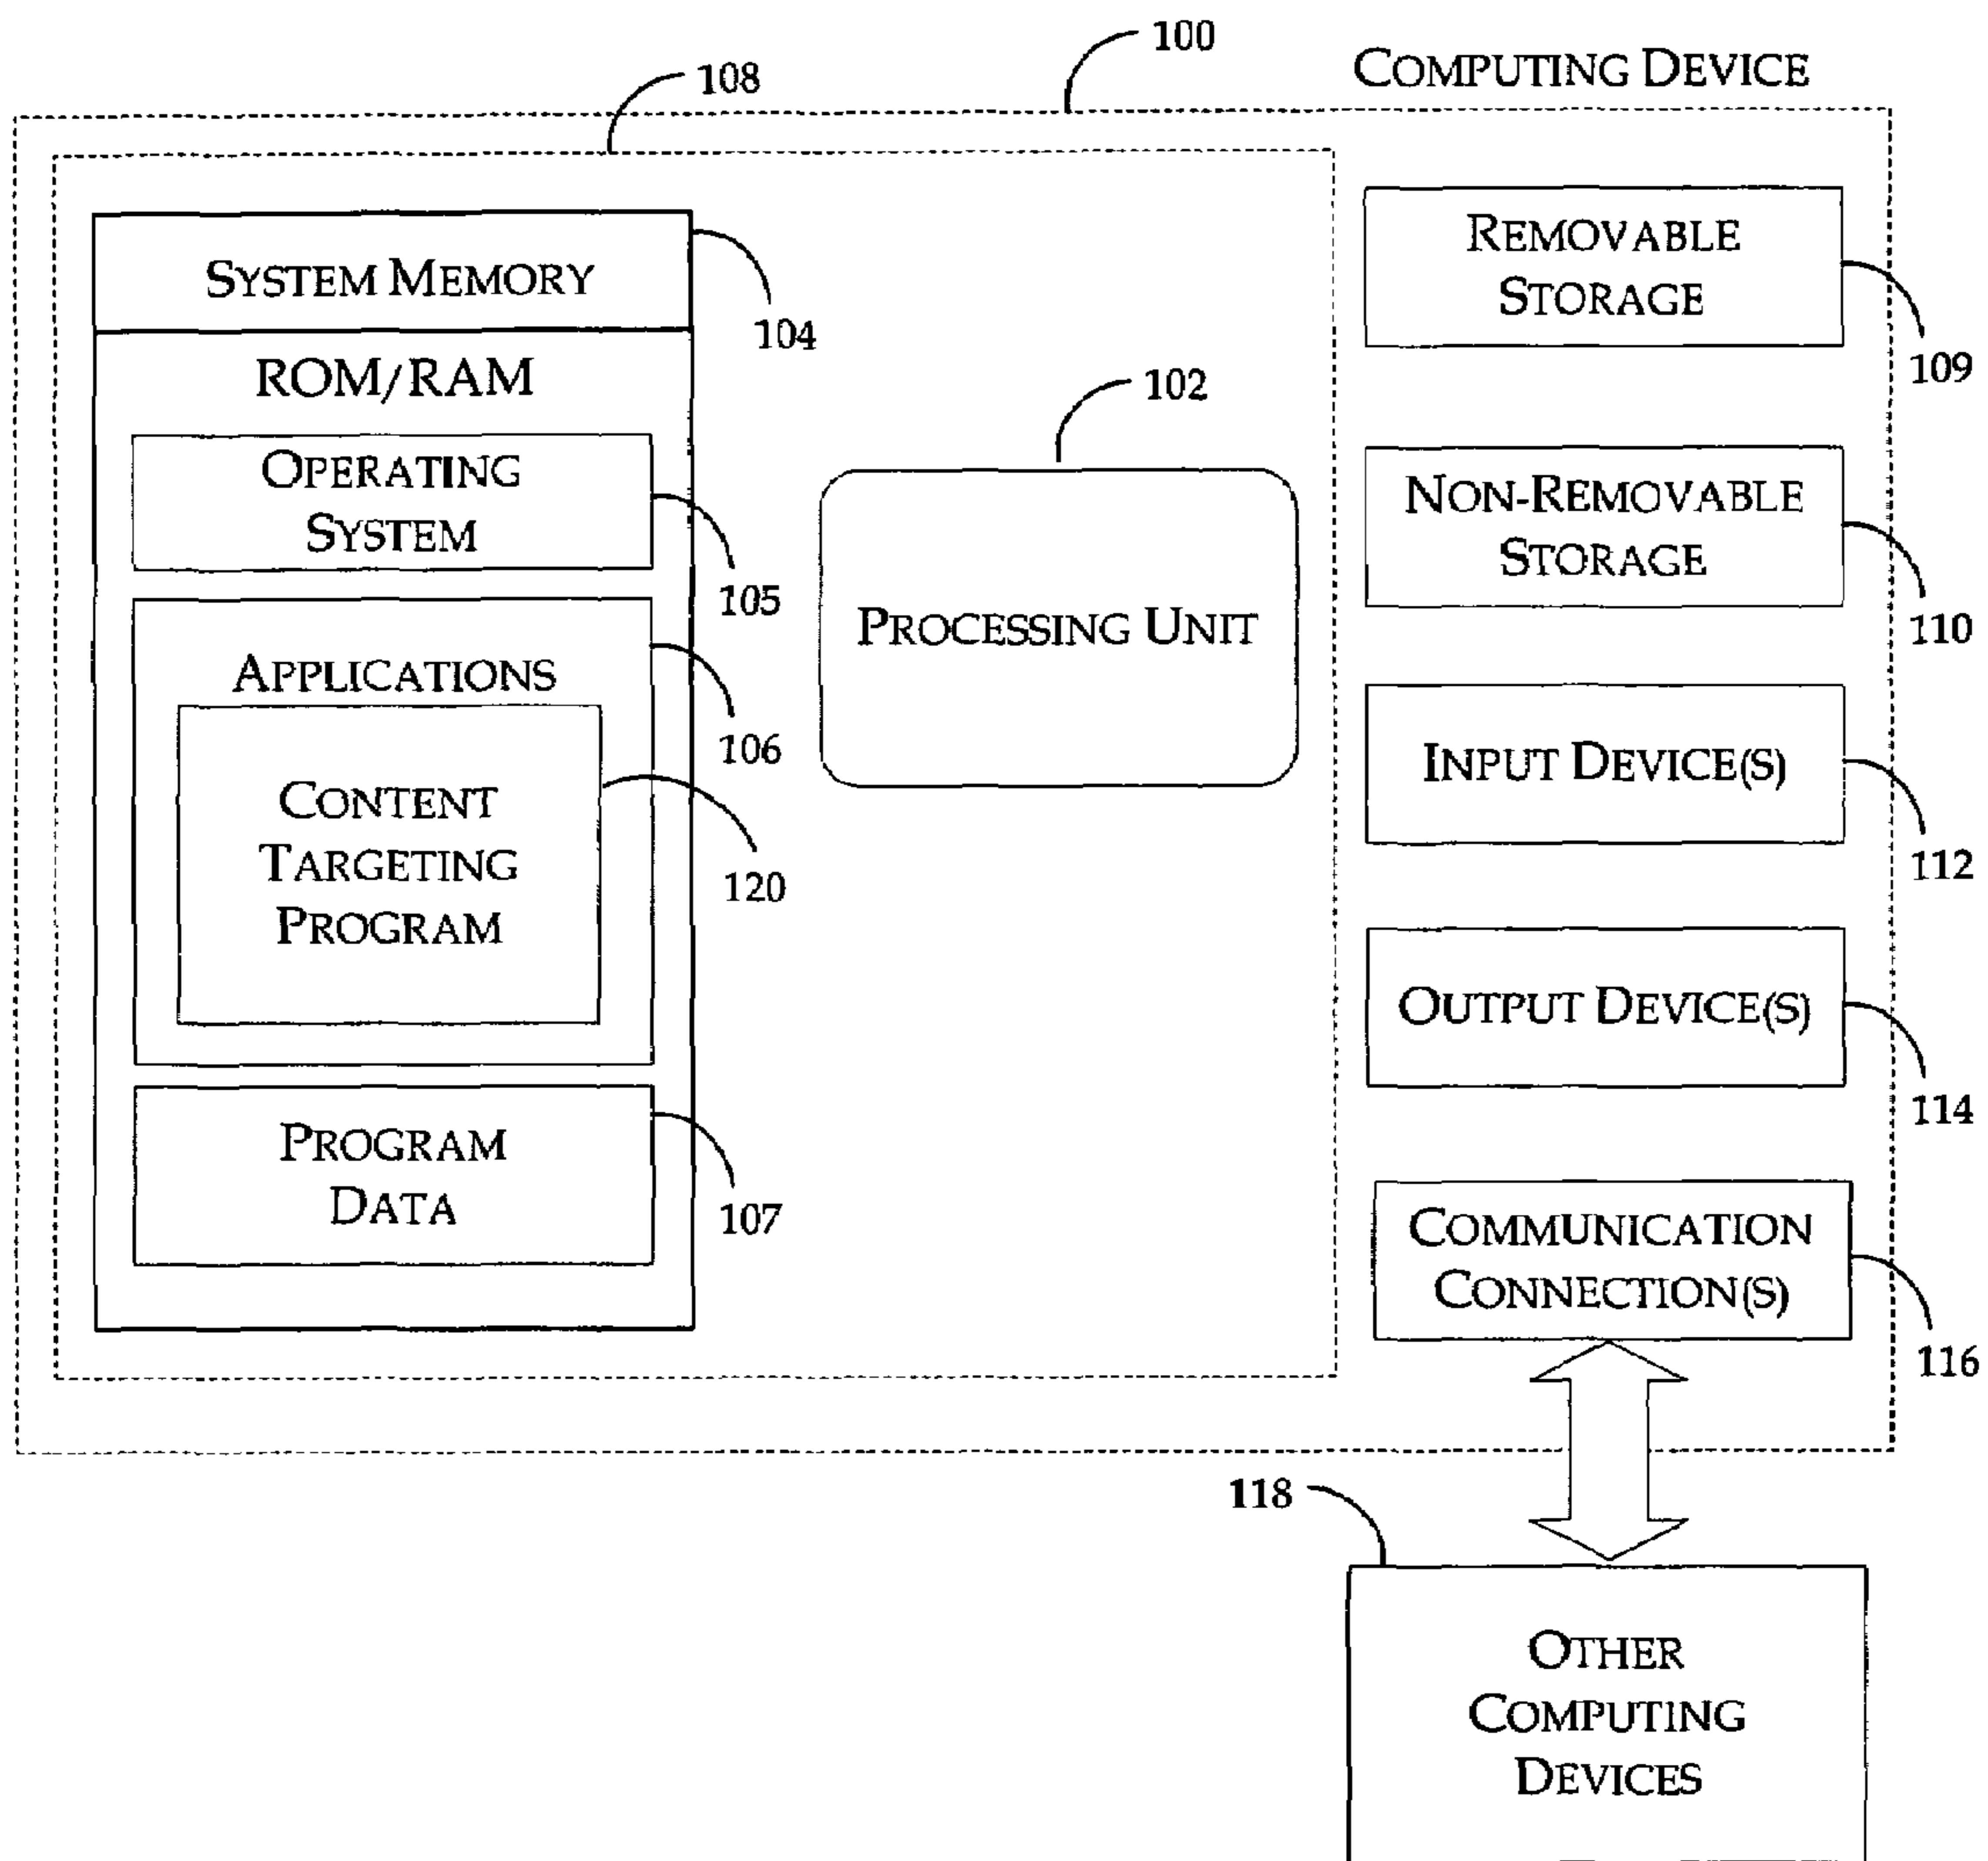 100
COMPUTING DEVICE
108
SYSTEM MEMORY
104
ROM/RAM
OPERATING
SYSTEM
105
APPLICATIONS
106
CONTENT
TARGETING
PROGRAM
120
PROGRAM
DATA
107
102
PROCESSING UNIT
REMOVABLE
STORAGE
109
NON-REMOVABLE
STORAGE
110
INPUT DEVICE(S)
112
OUTPUT DEVICE(S)
114
COMMUNICATION
CONNECTION(S)
116
118
OTHER
COMPUTING
DEVICES